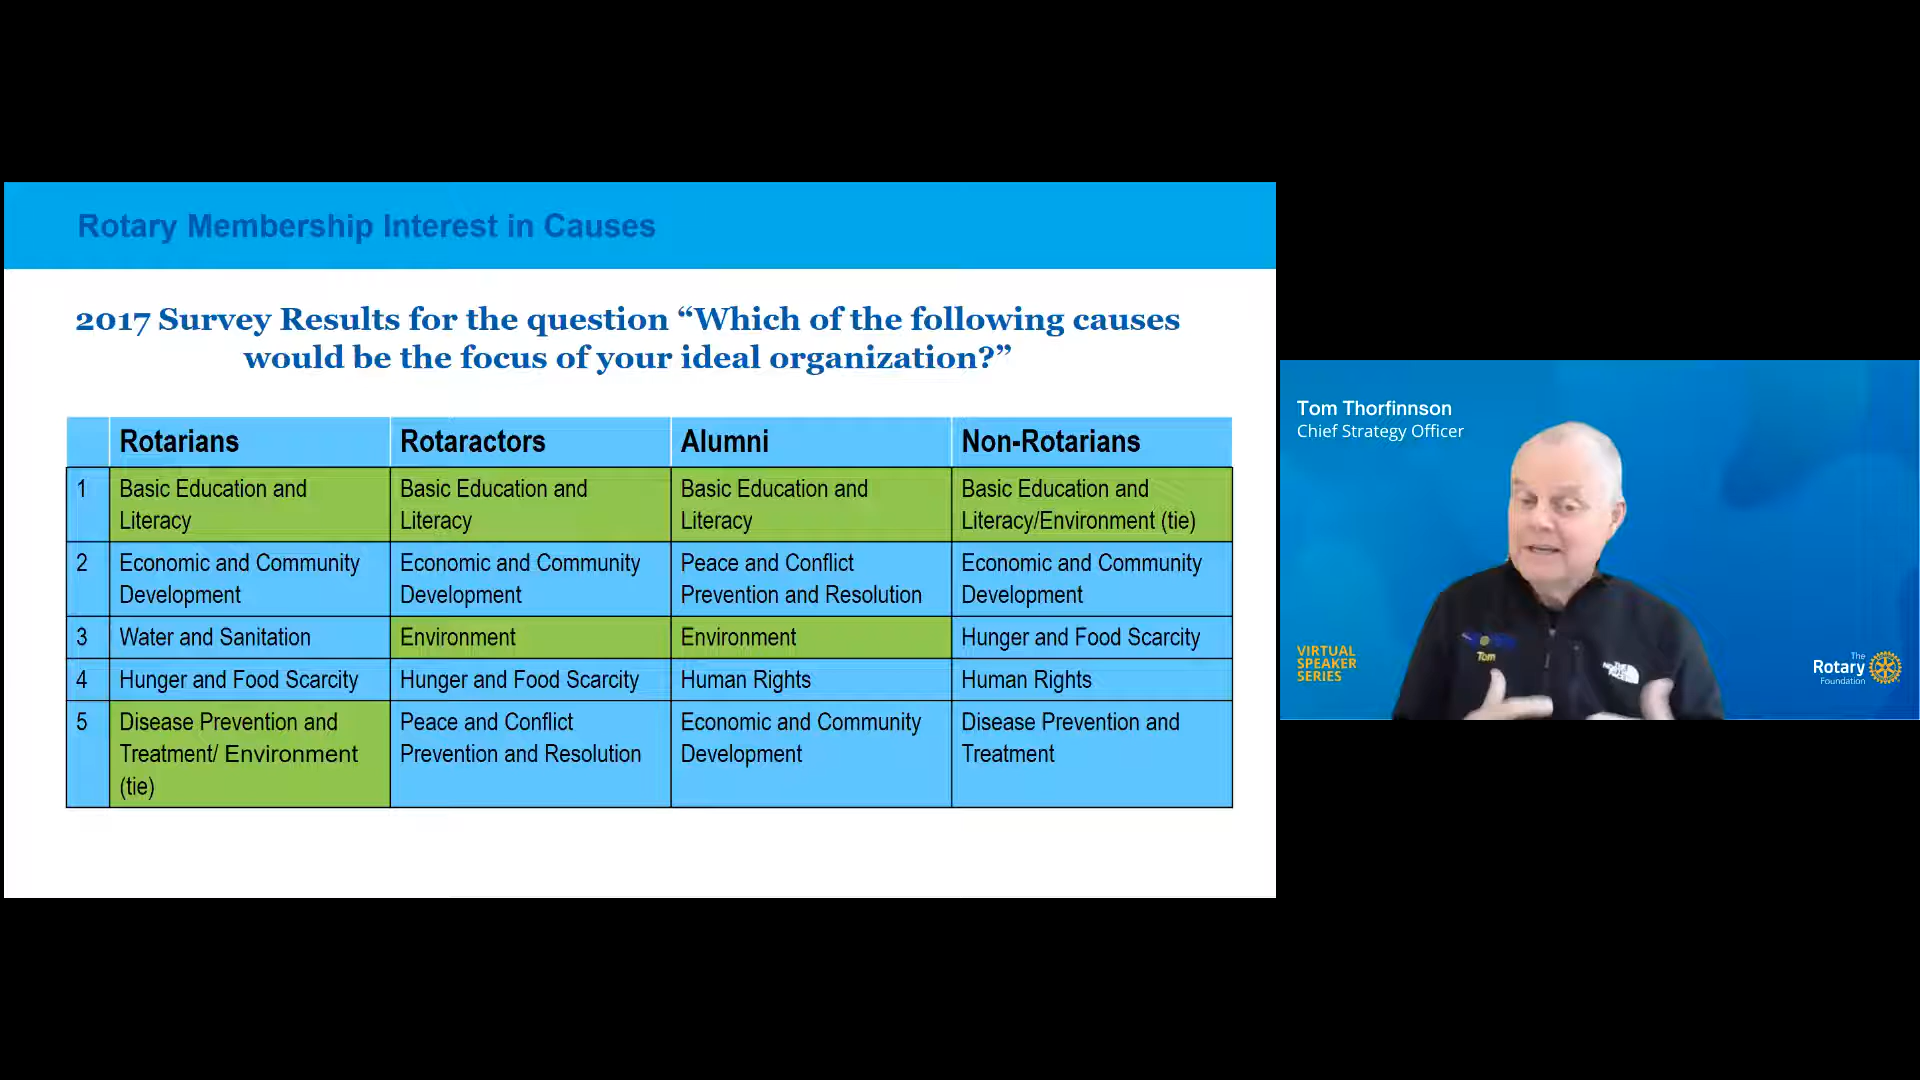 Rotary Membership Interest in Causes
2017 Survey Results for the question “Which of the following causes
would be the focus of your ideal organization?”
Rotarians
Rotaractors
Alumni
Non-Rotarians
1
Basic Education and
Literacy
Basic Education and
Literacy
Basic Education and
Literacy
Basic Education and
Literacy/Environment (tie)
2
Economic and Community
Development
Economic and Community
Development
Peace and Conflict
Prevention and Resolution
Economic and Community
Development
3
Water and Sanitation
Environment
Environment
Hunger and Food Scarcity
4
Hunger and Food Scarcity
Hunger and Food Scarcity
Human Rights
Human Rights
5
Disease Prevention and
Treatment/ Environment
(tie)
Peace and Conflict
Prevention and Resolution
Economic and Community
Development
Disease Prevention and
Treatment
Tom Thorfinnson
Chief Strategy Officer
VIRTUAL
SPEAKER
SERIES
Tom
THE
NORTH
FACE
The
Rotary
Foundation